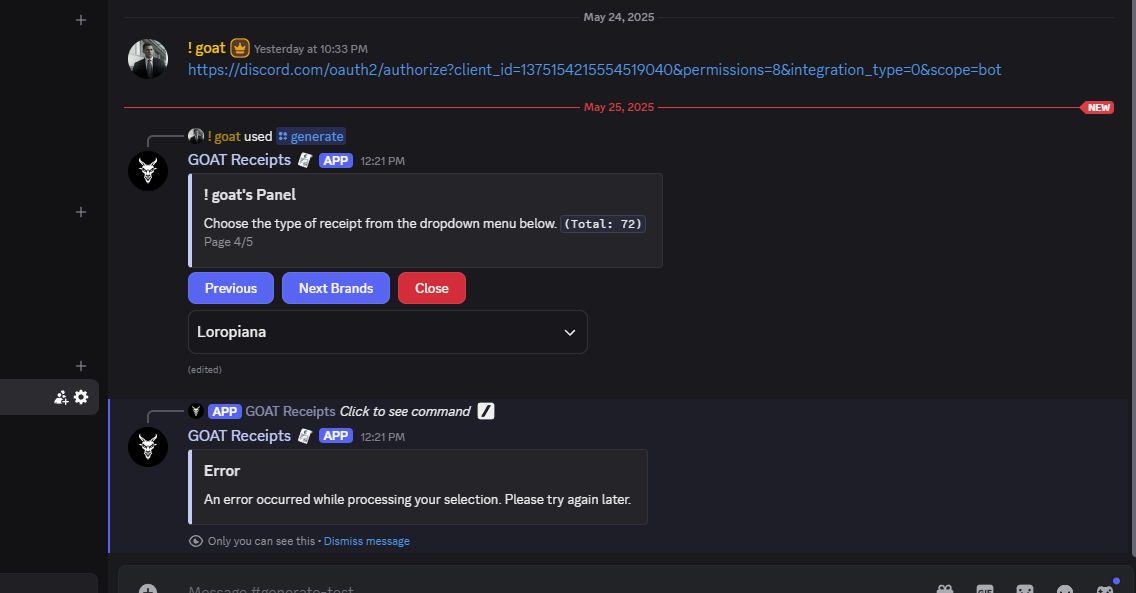 May 24, 2025
! goat Yesterday at 10:33 PM
https://discord.com/oauth2/authorize?client_id=1375154215554519040&permissions=8&integration_type=0&scope=bot
May 25, 2025 NEW
! goat used generate
GOAT Receipts APP 12:21 PM
! goat's Panel
Choose the type of receipt from the dropdown menu below. (Total: 72)
Page 4/5
Previous Next Brands Close
Loropiana
(edited)
APP GOAT Receipts Click to see command
GOAT Receipts APP 12:21 PM
Error
An error occurred while processing your selection. Please try again later.
Only you can see this • Dismiss message
Message #generate-test
GIF